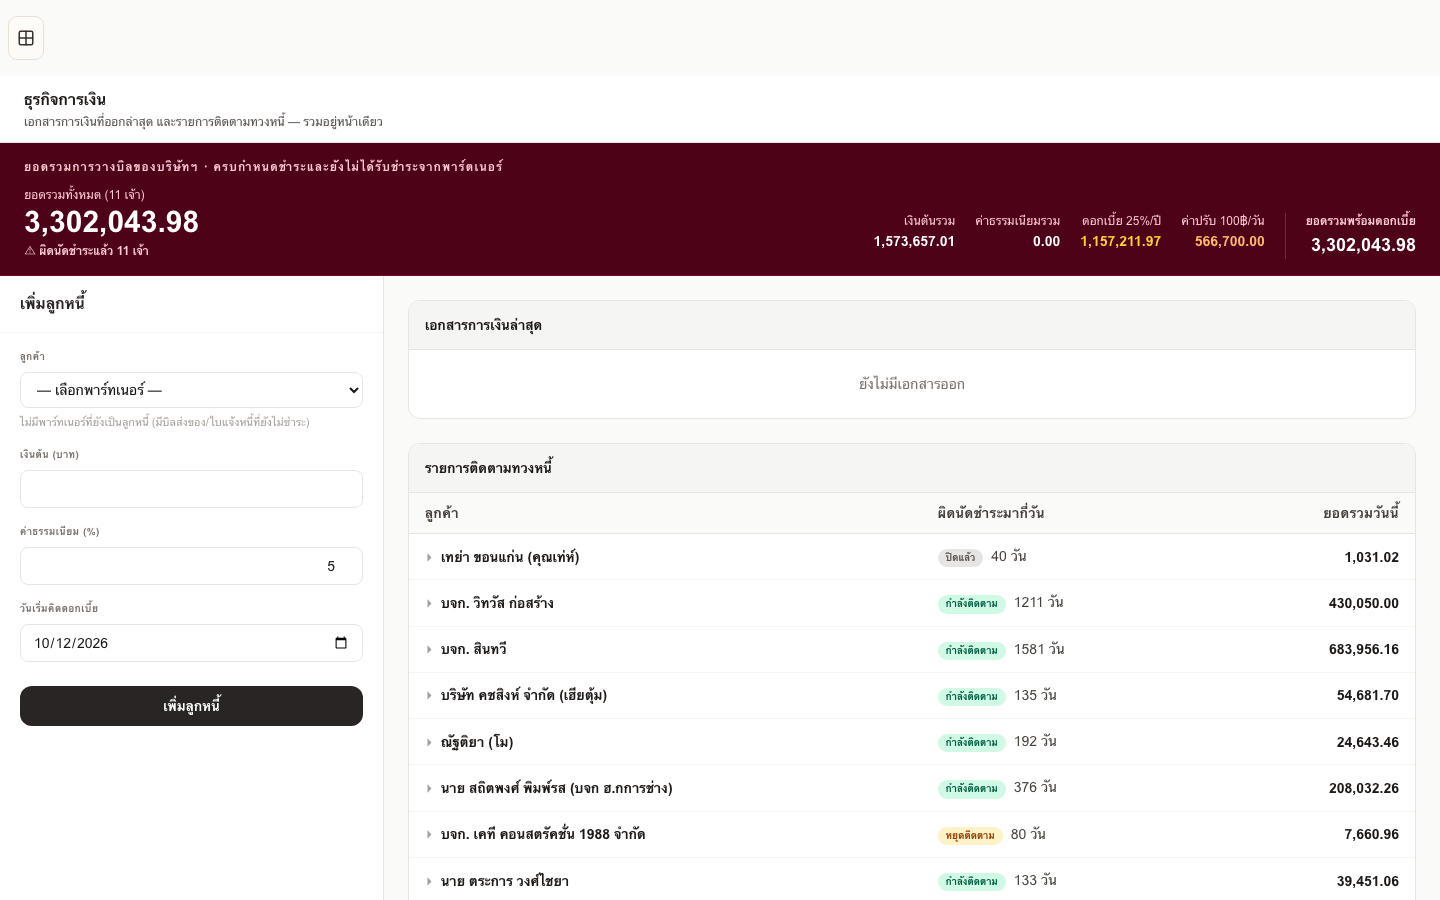 ธุรกิจการเงิน
เอกสารการเงินที่ออกล่าสุด และรายการติดตามทวงหนี้ — รวมอยู่หน้าเดียว
ยอดรวมการวางบิลของบริษัทฯ · ครบกำหนดชำระและยังไม่ได้รับชำระจากพาร์ตเนอร์
ยอดรวมทั้งหมด (11 เจ้า)
3,302,043.98
⚠ ผิดนัดชำระแล้ว 11 เจ้า
เงินต้นรวม
1,573,657.01
ค่าธรรมเนียมรวม
0.00
ดอกเบี้ย 25%/ปี
1,157,211.97
ค่าปรับ 100฿/วัน
566,700.00
ยอดรวมพร้อมดอกเบี้ย
3,302,043.98
เพิ่มลูกหนี้
ลูกค้า
— เลือกพาร์ทเนอร์ —
ไม่มีพาร์ทเนอร์ที่ยังเป็นลูกหนี้ (มีบิลส่งของ/ใบแจ้งหนี้ที่ยังไม่ชำระ)
เงินต้น (บาท)
ค่าธรรมเนียม (%)
5
วันเริ่มคิดดอกเบี้ย
10/12/2026
เพิ่มลูกหนี้
เอกสารการเงินล่าสุด
ยังไม่มีเอกสารออก
รายการติดตามทวงหนี้
ลูกค้า ผิดนัดชำระมากี่วัน ยอดรวมวันนี้
เทย่า ขอนแก่น (คุณเท่ห์) ปิดแล้ว 40 วัน 1,031.02
บจก. วิทวัส ก่อสร้าง กำลังติดตาม 1211 วัน 430,050.00
บจก. สินทวี กำลังติดตาม 1581 วัน 683,956.16
บริษัท คชสิงห์ จำกัด (เฮียตุ้ม) กำลังติดตาม 135 วัน 54,681.70
ณัฐติยา (โม) กำลังติดตาม 192 วัน 24,643.46
นาย สถิตพงศ์ พิมพ์รส (บจก ฮ.กการช่าง) กำลังติดตาม 376 วัน 208,032.26
บจก. เคที คอนสตรัคชั่น 1988 จำกัด หยุดติดตาม 80 วัน 7,660.96
นาย ตระการ วงศ์ไชยา กำลังติดตาม 133 วัน 39,451.06